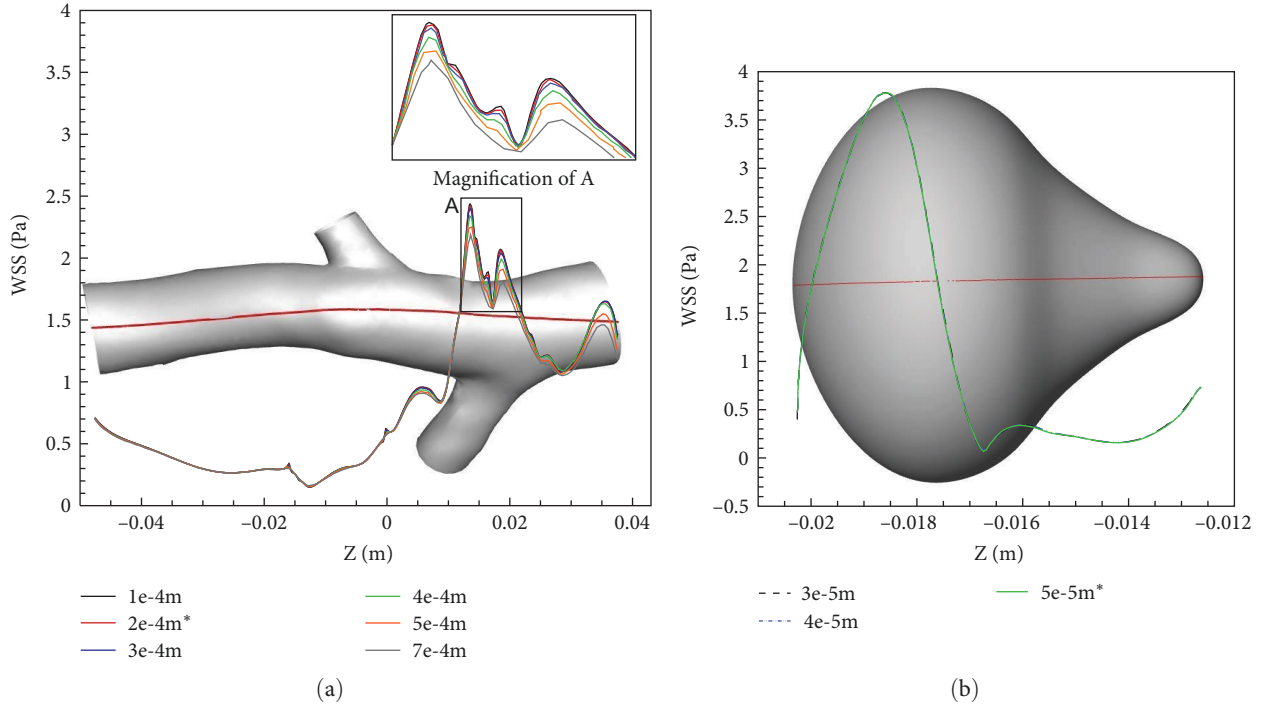 4
3.5
3
2.5
2
1.5
1
0.5
0
WSS (Pa)
Magnification of A
A
−0.04 −0.02 0 0.02 0.04
Z (m)
1e-4m
2e-4m*
3e-4m
4e-4m
5e-4m
7e-4m
(a)
4
3.5
3
2.5
2
1.5
1
0.5
0
−0.5
WSS (Pa)
−0.02 −0.018 −0.016 −0.014 −0.012
Z (m)
3e-5m
4e-5m
5e-5m*
(b)